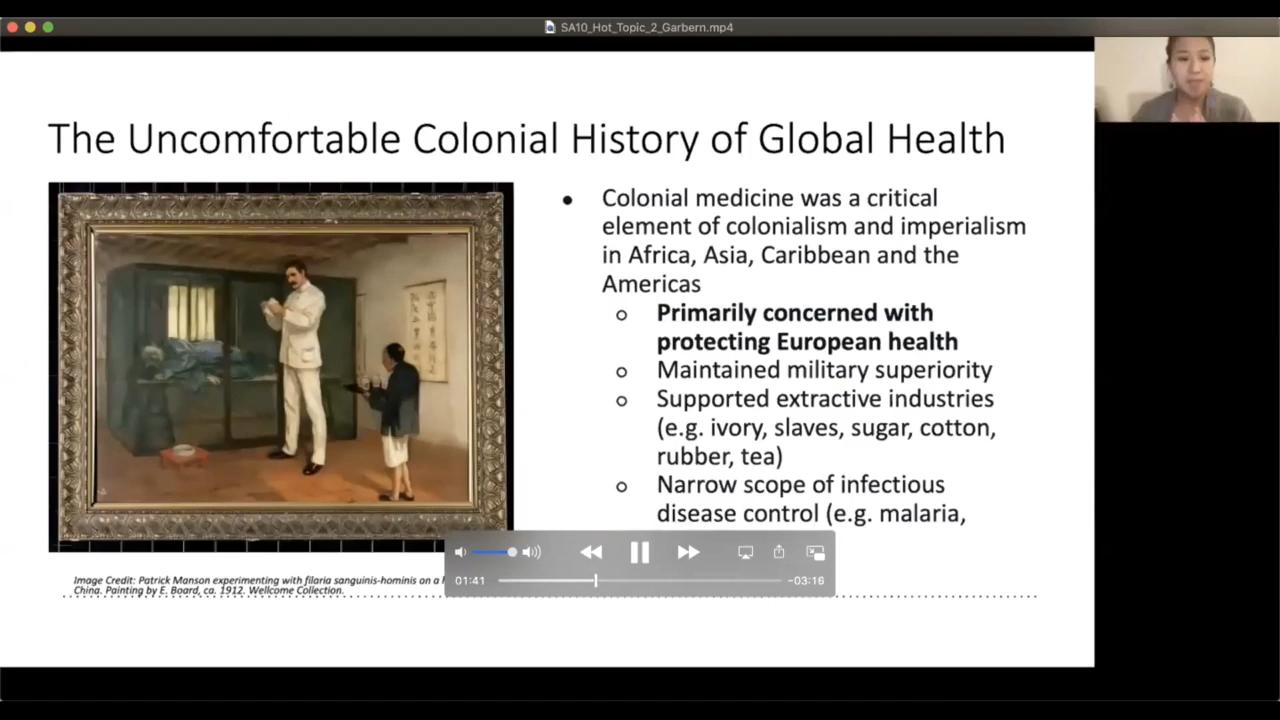 SA10_Hot_Topic_2_Garbern.mp4
The Uncomfortable Colonial History of Global Health
• Colonial medicine was a critical
element of colonialism and imperialism
in Africa, Asia, Caribbean and the
Americas
o Primarily concerned with
protecting European health
o Maintained military superiority
o Supported extractive industries
(e.g. ivory, slaves, sugar, cotton,
rubber, tea)
o Narrow scope of infectious
disease control (e.g. malaria,
Image Credit: Patrick Manson experimenting with filaria sanguinis-hominis on a
China. Painting by E. Board, ca. 1912. Wellcome Collection.
01:41
-03:16